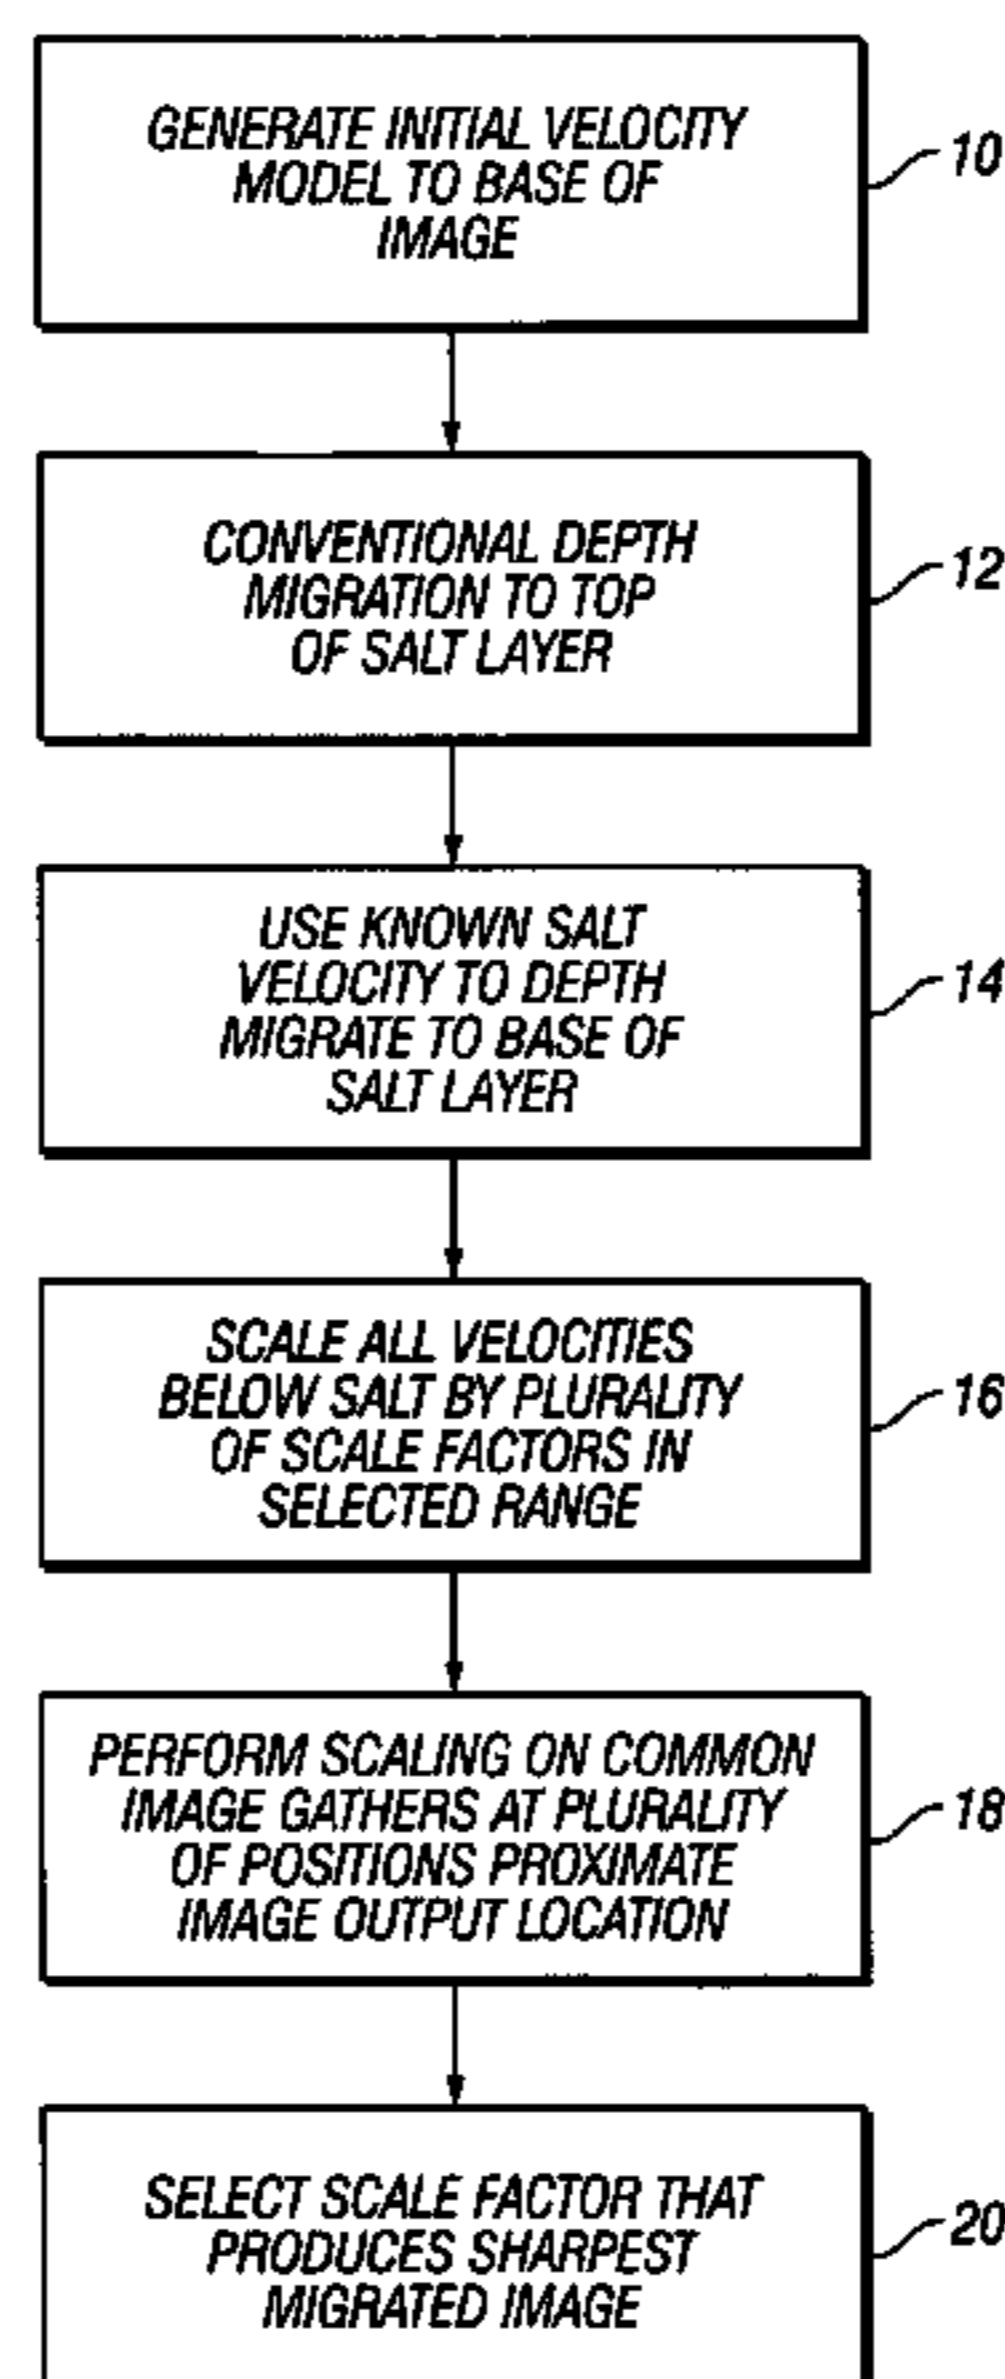 GENERATE INITIAL VELOCITY
MODEL TO BASE OF
IMAGE
10
CONVENTIONAL DEPTH
MIGRATION TO TOP
OF SALT LAYER
12
USE KNOWN SALT
VELOCITY TO DEPTH
MIGRATE TO BASE OF
SALT LAYER
14
SCALE ALL VELOCITIES
BELOW SALT BY PLURALITY
OF SCALE FACTORS IN
SELECTED RANGE
16
PERFORM SCALING ON COMMON
IMAGE GATHERS AT PLURALITY
OF POSITIONS PROXIMATE
IMAGE OUTPUT LOCATION
18
SELECT SCALE FACTOR THAT
PRODUCES SHARPEST
MIGRATED IMAGE
20